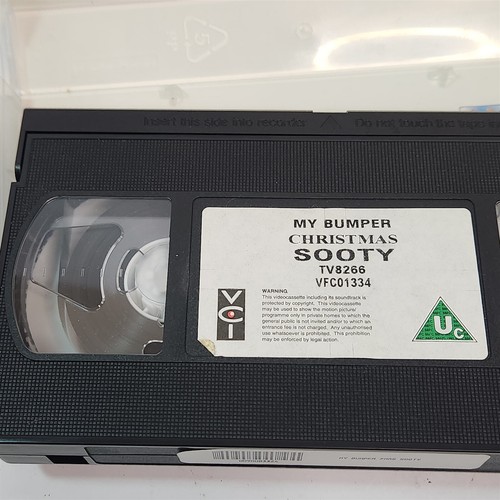 Insert this side into recorder
Do not touch the tape
MY BUMPER
CHRISTMAS
SOOTY
TV8266
VFC01334
VCI
WARNING
This videocassette including its soundtrack is
protected by copyright. This videocassette
may be used to show the motion picture
programme only in private homes to which the
general public is not invited and/or to which an
entrance fee is not charged. Any unauthorised
use whatsoever is prohibited. This prohibition
may be enforced by legal action.
Uc
MY BUMPER XMAS SOOTY